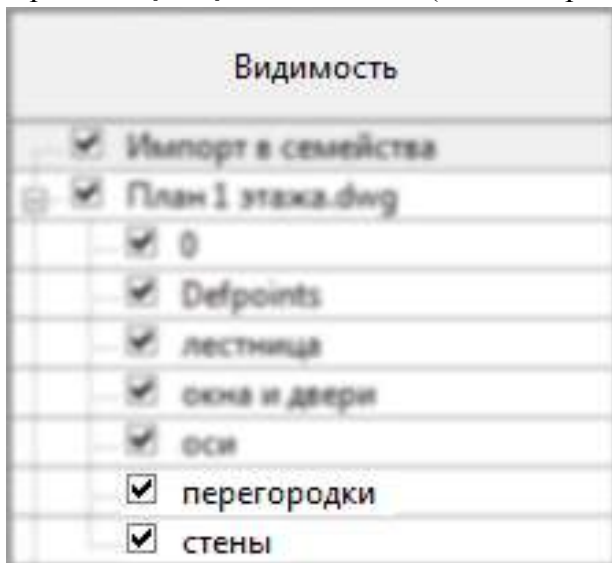 Видимость
Импорт в семейства
План 1 этажа.dwg
0
Defpoints
лестница
окна и двери
оси
перегородки
стены